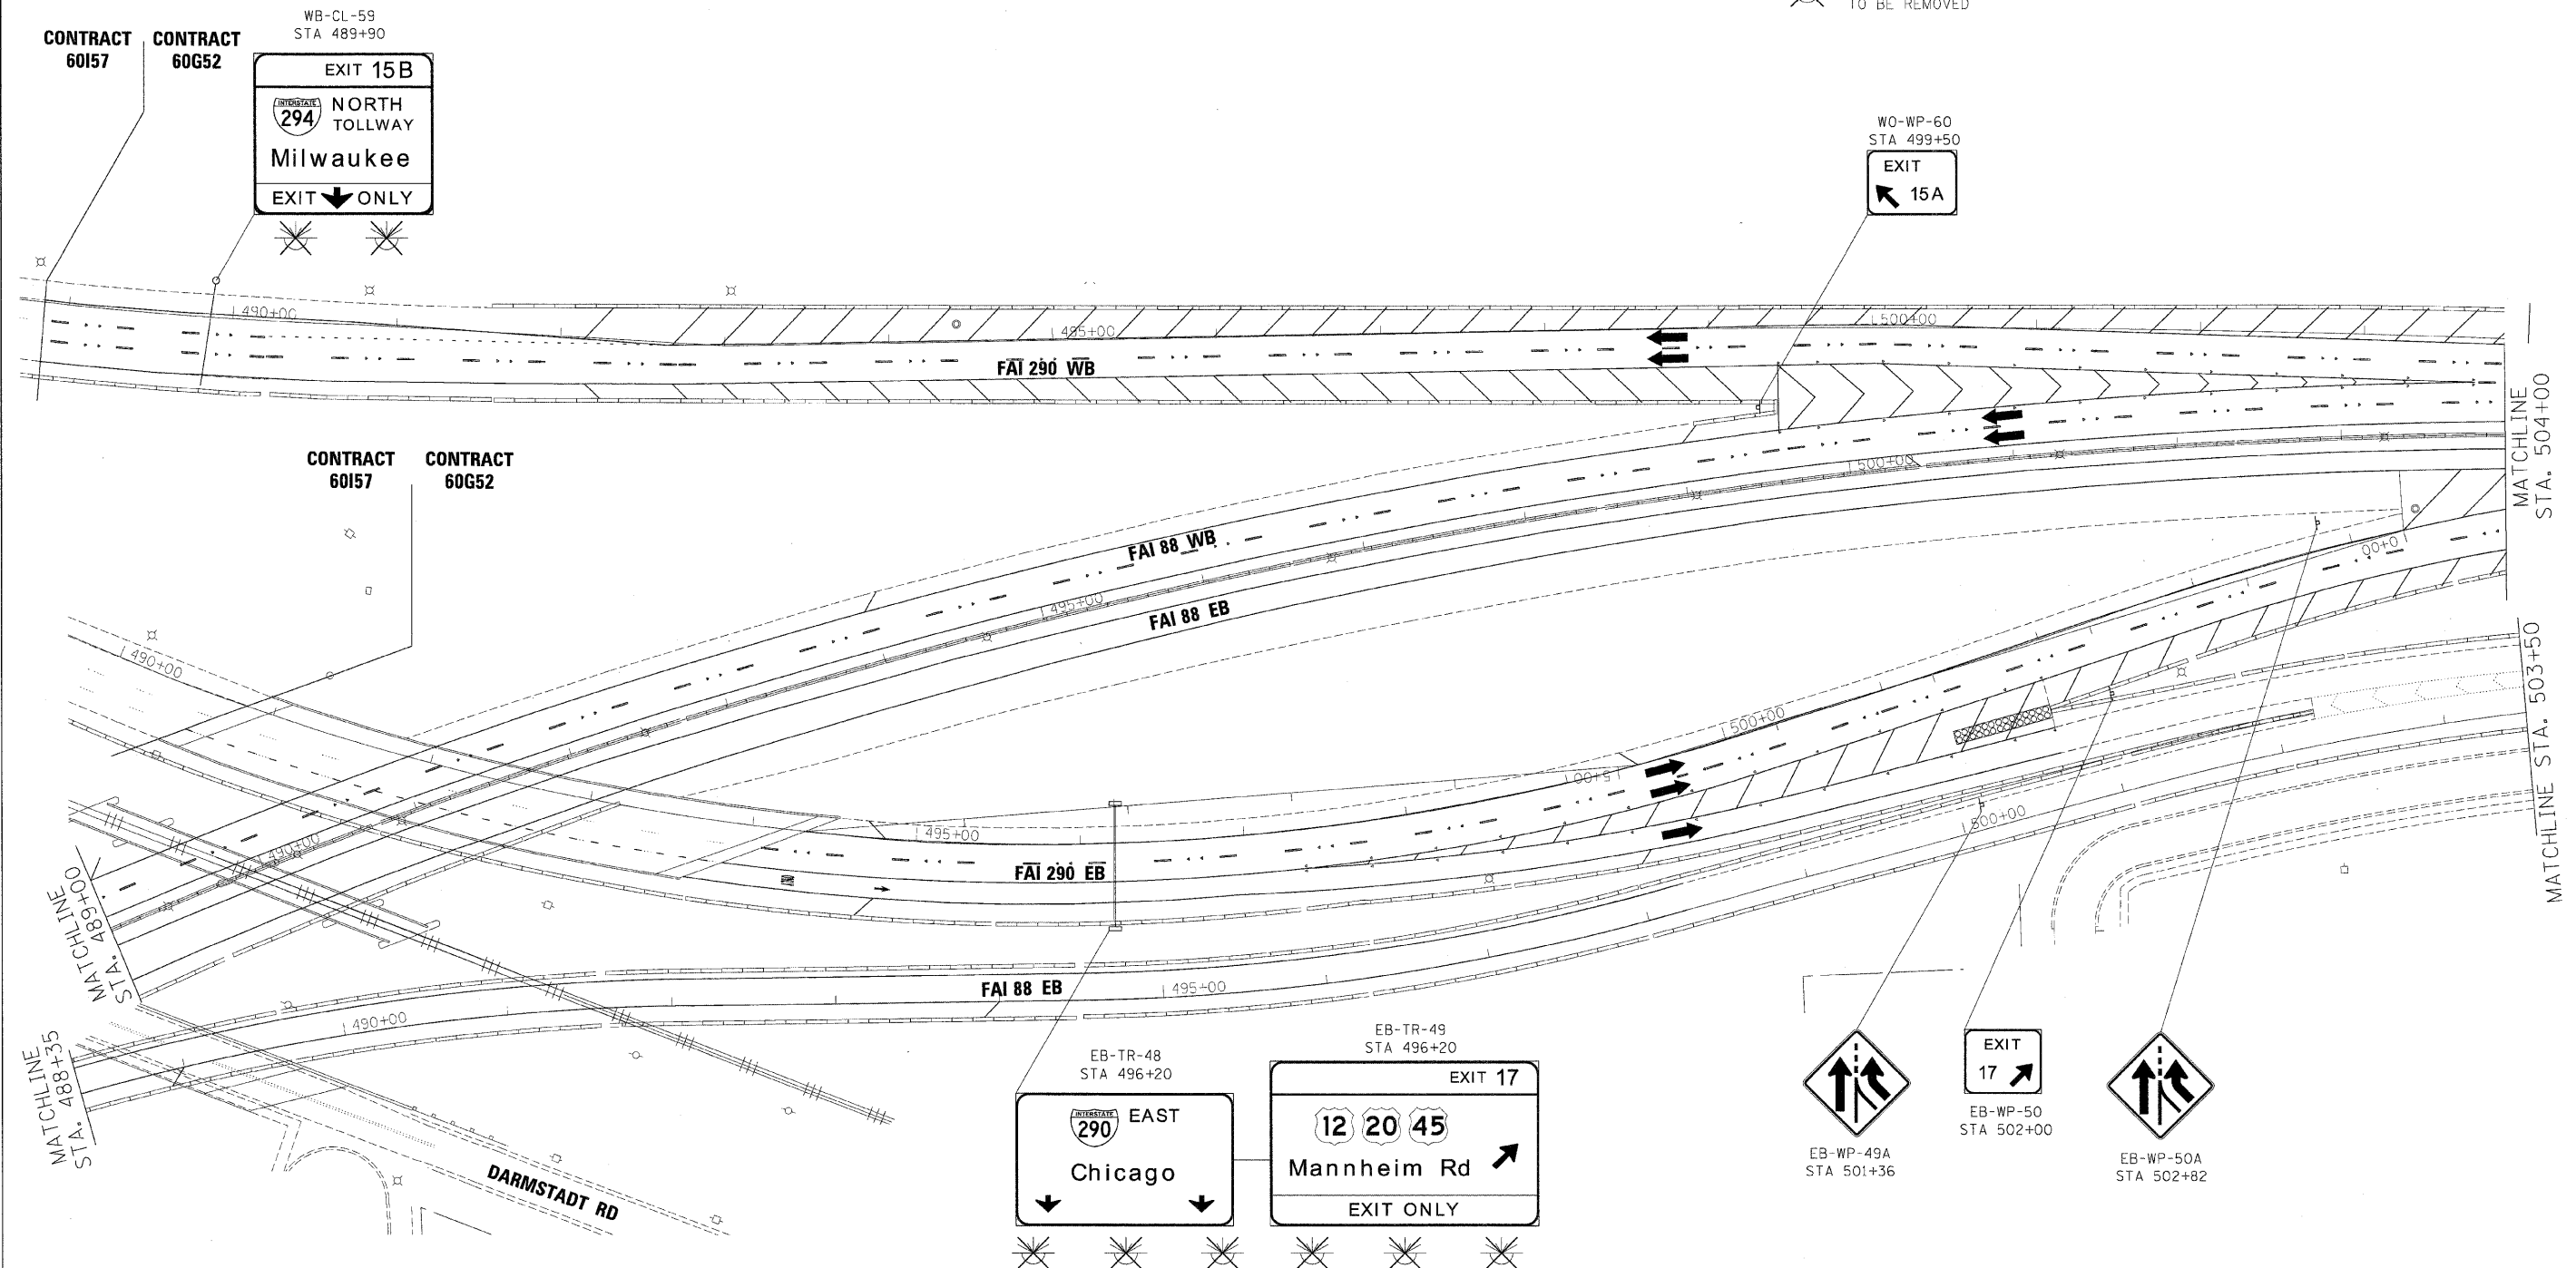 TO BE REMOVED
WB-CL-59
STA 489+90
CONTRACT
60I57
CONTRACT
60G52
EXIT 15B
INTERSTATE
294
NORTH
TOLLWAY
Milwaukee
EXIT ONLY
WO-WP-60
STA 499+50
EXIT
15A
490+00
495+00
500+00
FAI 290 WB
MATCHLINE
STA. 504+00
CONTRACT
60I57
CONTRACT
60G52
500+00
FAI 88 WB
495+00
FAI 88 EB
0+00
490+00
MATCHLINE STA. 503+50
500+00
5+00
495+00
500+00
490+00
FAI 290 EB
MATCHLINE
STA. 489+00
FAI 88 EB
495+00
490+00
MATCHLINE
STA. 488+35
DARMSTADT RD
EB-TR-48
STA 496+20
INTERSTATE
290
EAST
Chicago
EB-TR-49
STA 496+20
EXIT 17
12 20 45
Mannheim Rd
EXIT ONLY
EB-WP-49A
STA 501+36
EXIT
17
EB-WP-50
STA 502+00
EB-WP-50A
STA 502+82